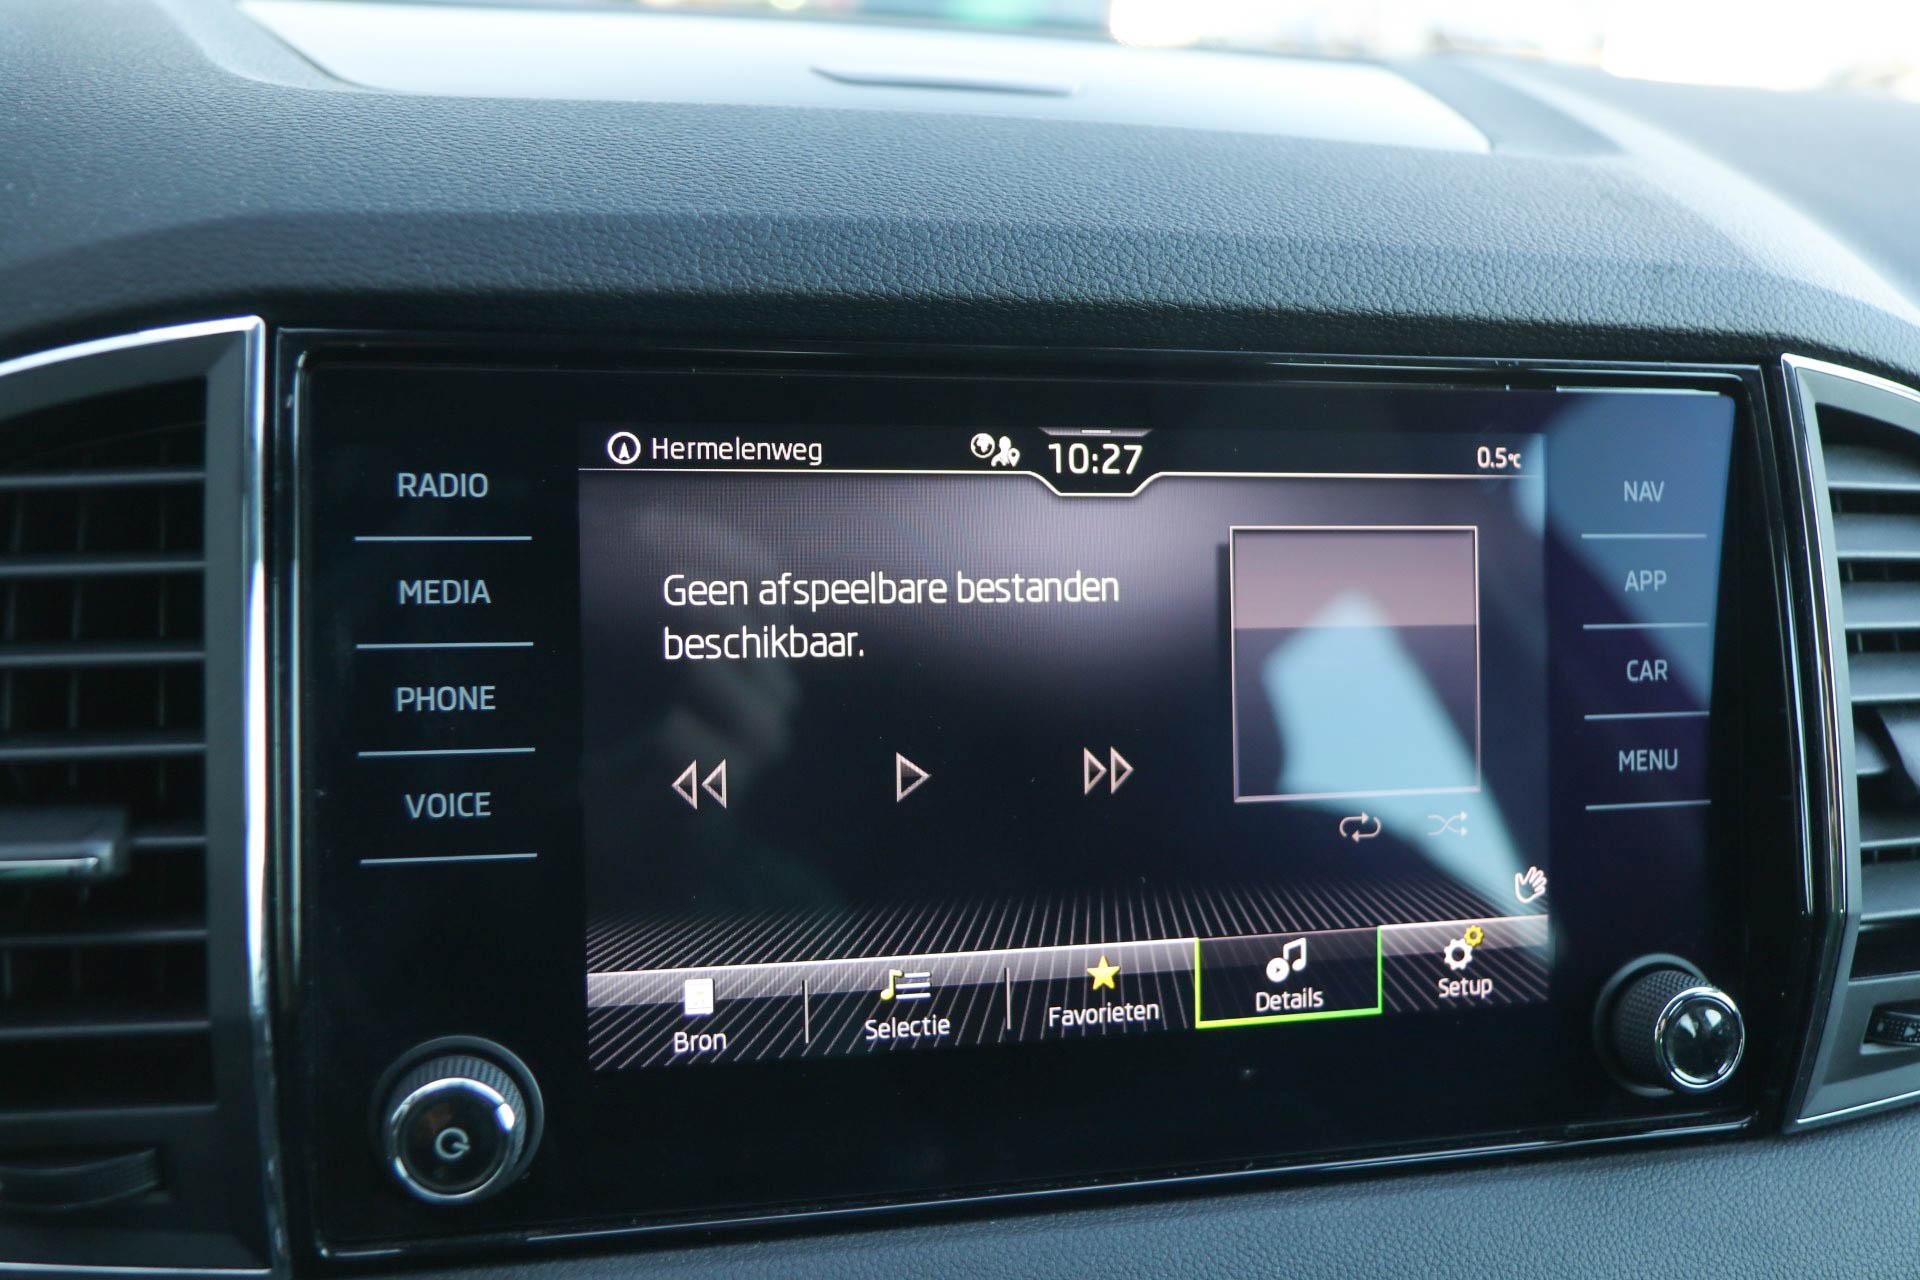 Hermelenweg
10:27
0.5°C
RADIO
MEDIA
PHONE
VOICE
Geen afspeelbare bestanden
beschikbaar.
NAV
APP
CAR
MENU
Bron
Selectie
Favorieten
Details
Setup